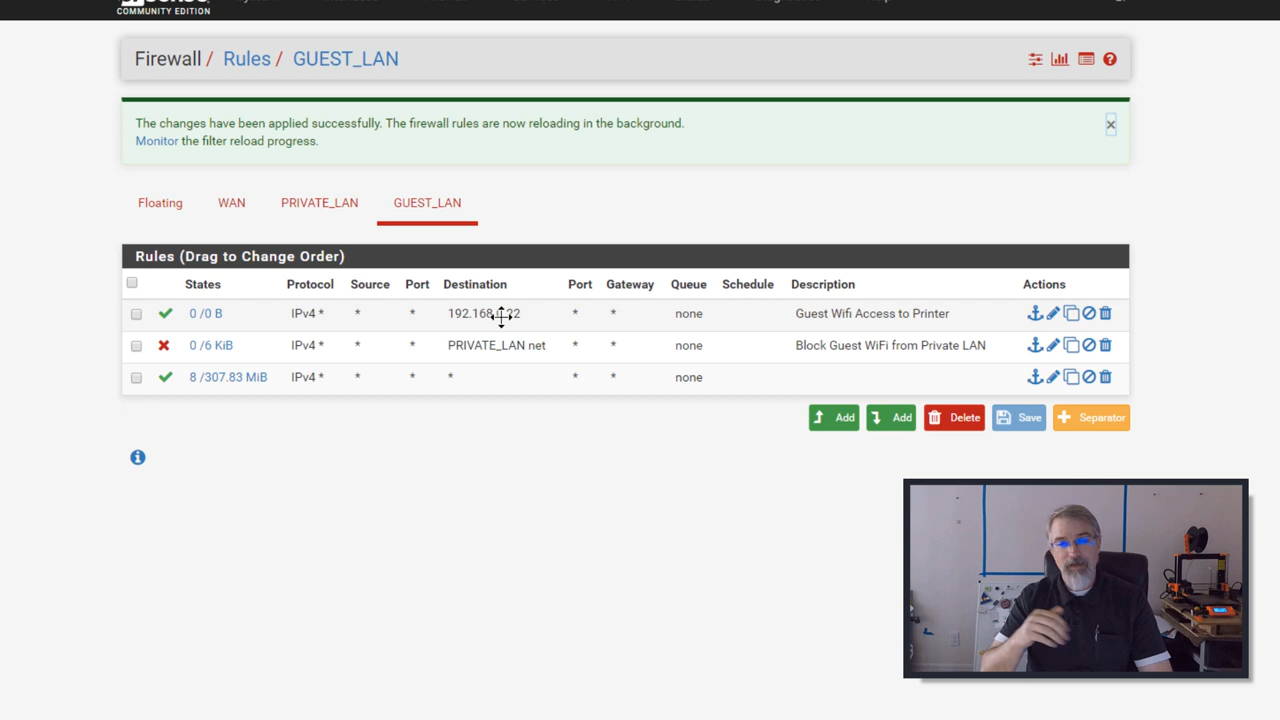 COMMUNITY EDITION
Firewall / Rules / GUEST_LAN
The changes have been applied successfully. The firewall rules are now reloading in the background.
Monitor the filter reload progress.
×
Floating WAN PRIVATE_LAN GUEST_LAN
Rules (Drag to Change Order)
States Protocol Source Port Destination Port Gateway Queue Schedule Description Actions
0 /0 B IPv4 * * * * * none Guest Wifi Access to Printer
0 /6 KiB IPv4 * * * PRIVATE_LAN net * * none Block Guest WiFi from Private LAN
8 /307.83 MiB IPv4 * * * * * * none
Add Add Delete Save Separator